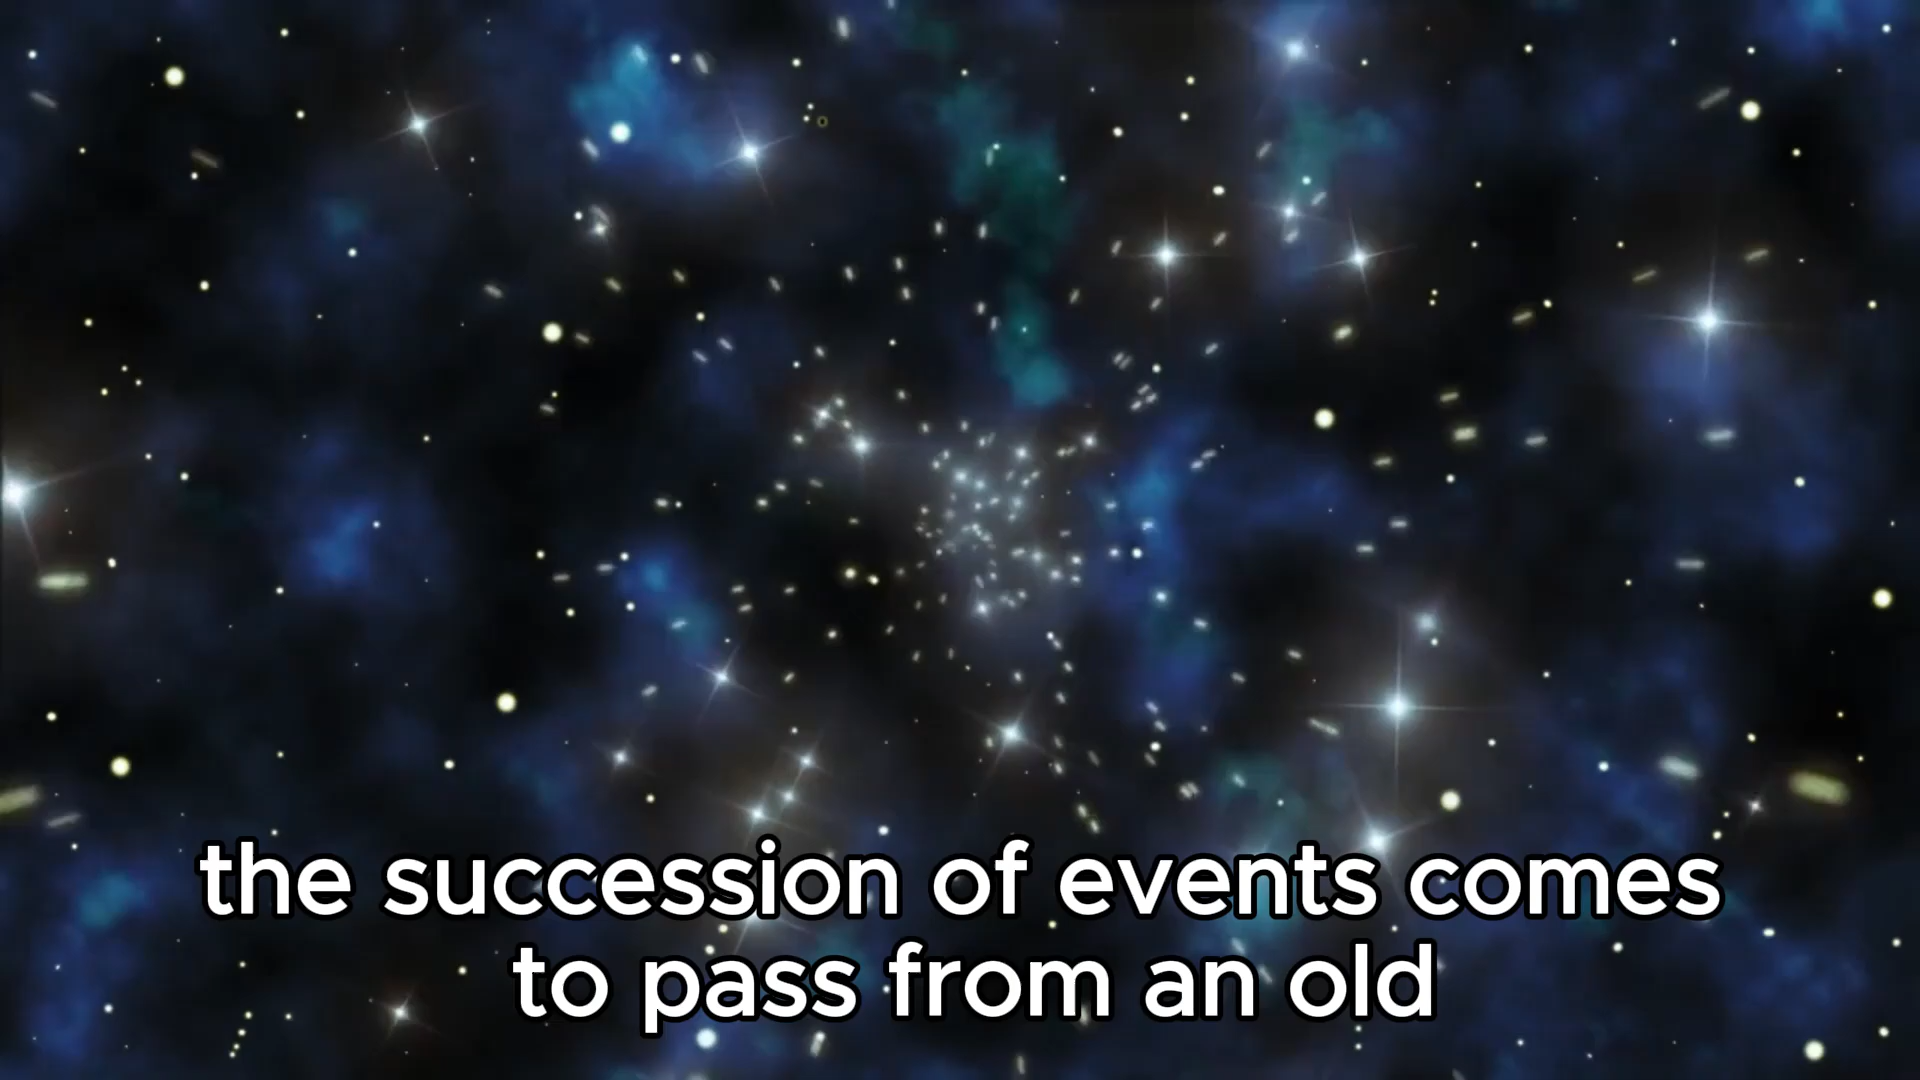 the succession of events comes
to pass from an old